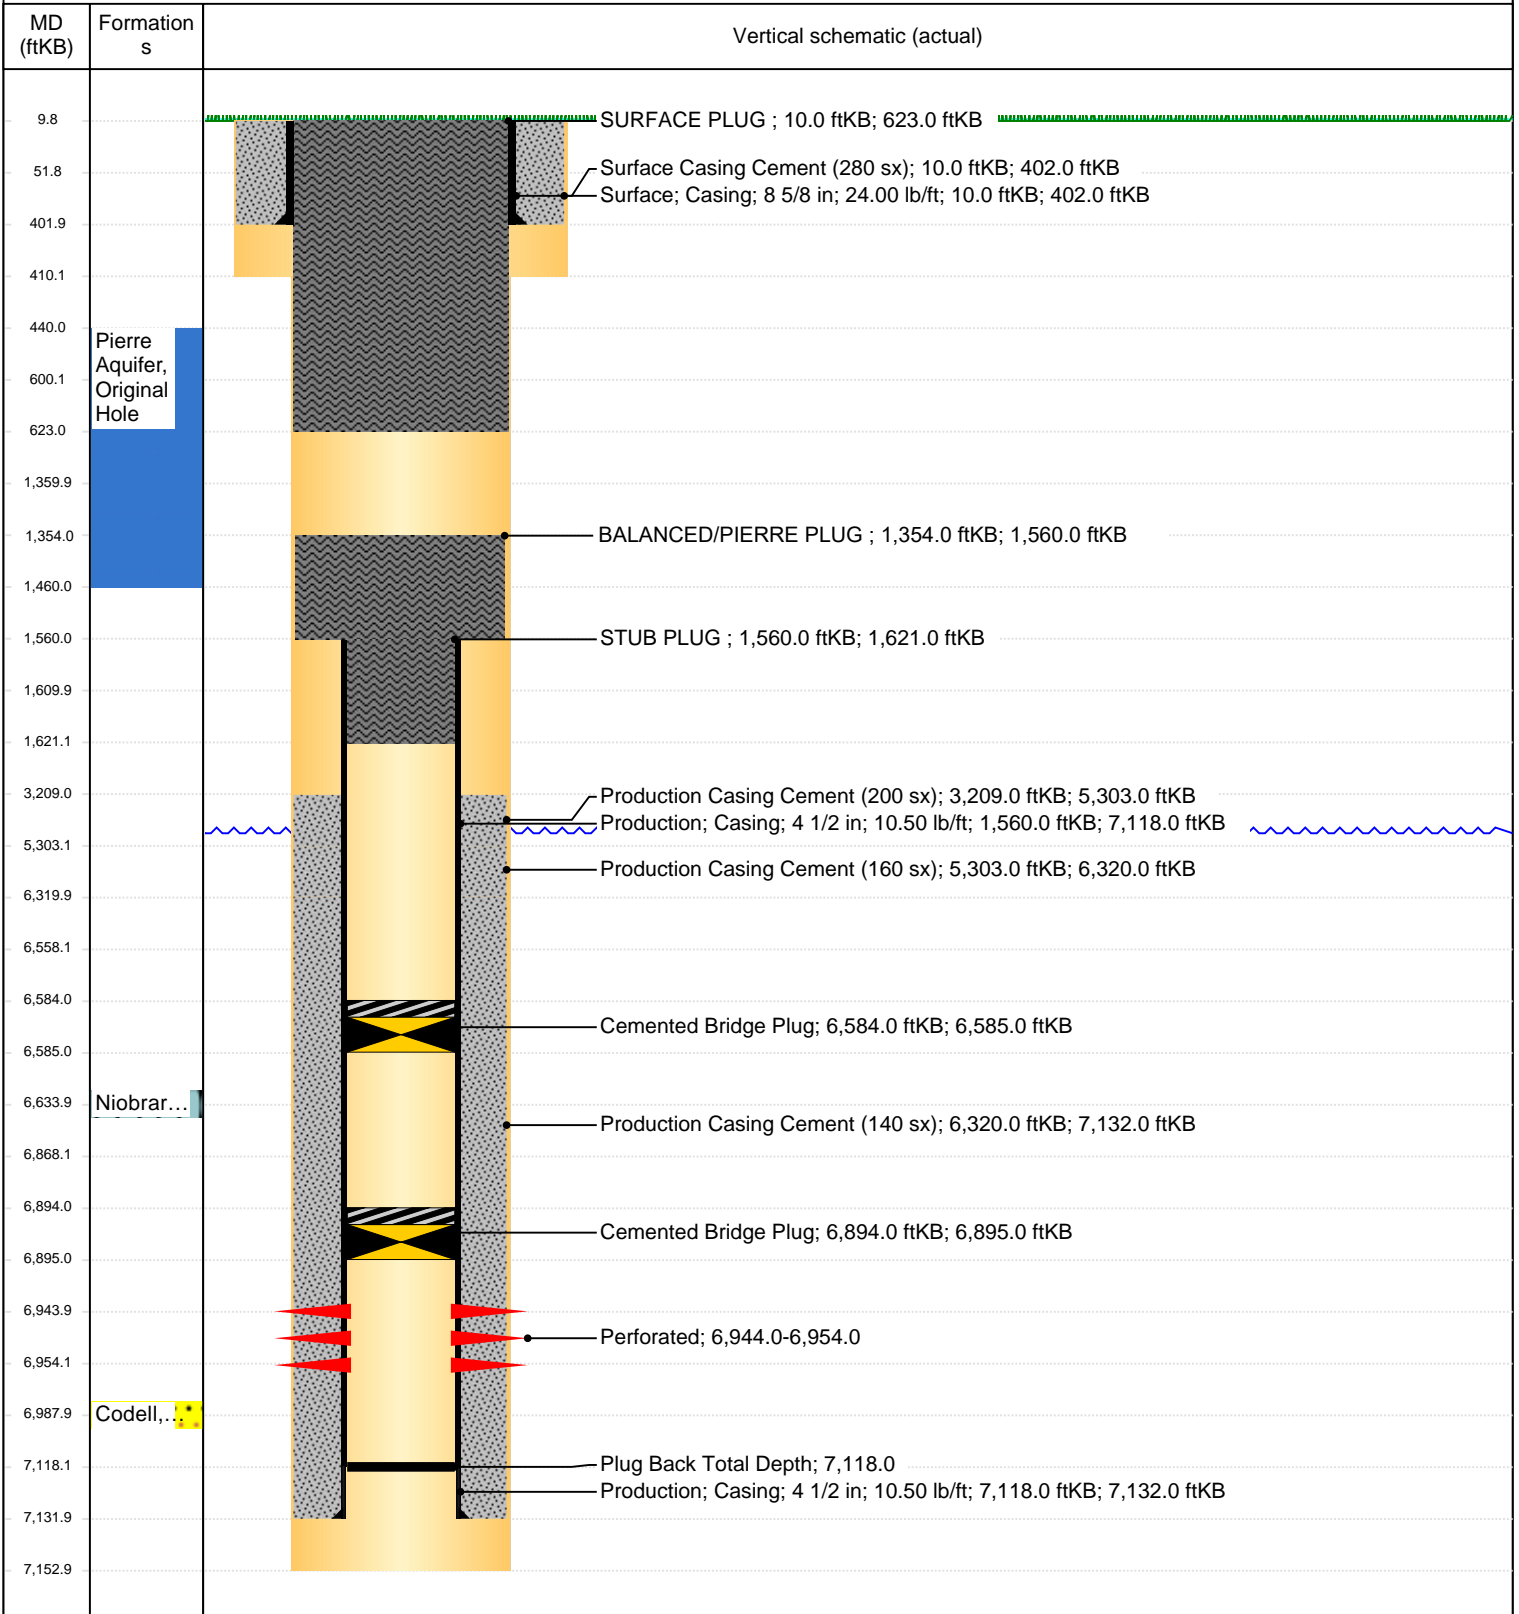 MD
(ftKB)
Formation
s
Vertical schematic (actual)
9.8
SURFACE PLUG ; 10.0 ftKB; 623.0 ftKB
51.8
Surface Casing Cement (280 sx); 10.0 ftKB; 402.0 ftKB
Surface; Casing; 8 5/8 in; 24.00 lb/ft; 10.0 ftKB; 402.0 ftKB
401.9
410.1
440.0
Pierre
Aquifer,
Original
Hole
600.1
623.0
1,359.9
1,354.0
BALANCED/PIERRE PLUG ; 1,354.0 ftKB; 1,560.0 ftKB
1,460.0
1,560.0
STUB PLUG ; 1,560.0 ftKB; 1,621.0 ftKB
1,609.9
1,621.1
3,209.0
Production Casing Cement (200 sx); 3,209.0 ftKB; 5,303.0 ftKB
Production; Casing; 4 1/2 in; 10.50 lb/ft; 1,560.0 ftKB; 7,118.0 ftKB
5,303.1
Production Casing Cement (160 sx); 5,303.0 ftKB; 6,320.0 ftKB
6,319.9
6,558.1
6,584.0
Cemented Bridge Plug; 6,584.0 ftKB; 6,585.0 ftKB
6,585.0
6,633.9
Niobrar...
Production Casing Cement (140 sx); 6,320.0 ftKB; 7,132.0 ftKB
6,868.1
6,894.0
Cemented Bridge Plug; 6,894.0 ftKB; 6,895.0 ftKB
6,895.0
6,943.9
Perforated; 6,944.0-6,954.0
6,954.1
6,987.9
Codell,...
7,118.1
Plug Back Total Depth; 7,118.0
Production; Casing; 4 1/2 in; 10.50 lb/ft; 7,118.0 ftKB; 7,132.0 ftKB
7,131.9
7,152.9